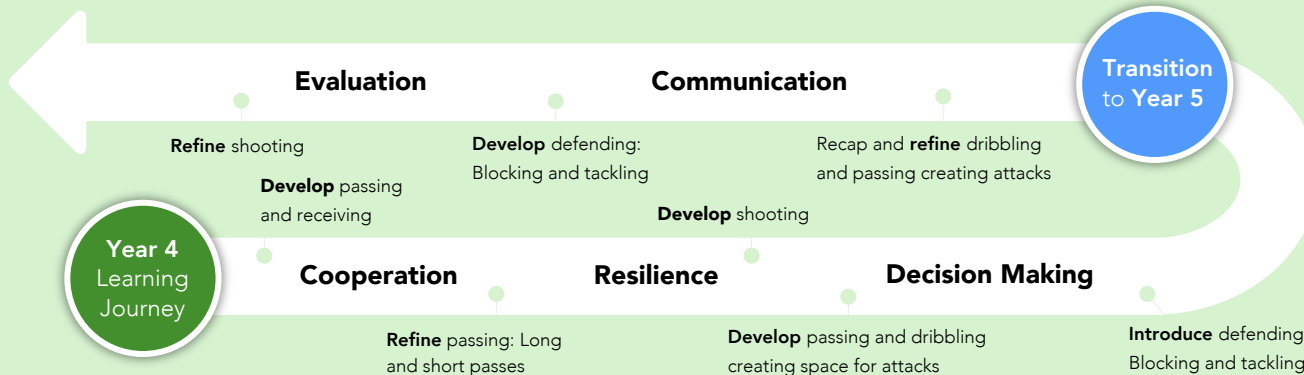 Evaluation
Communication
Transition
to Year 5
Refine shooting
Develop defending:
Blocking and tackling
Recap and refine dribbling
and passing creating attacks
Develop passing
and receiving
Develop shooting
Year 4
Learning
Journey
Cooperation
Resilience
Decision Making
Refine passing: Long
and short passes
Develop passing and dribbling
creating space for attacks
Introduce defending
Blocking and tackling